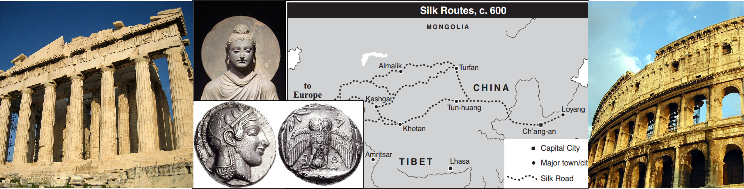 Silk Routes, c. 600
MONGOLIA
Almalik
Turfan
to
Europe
CHINA
Kashgar
Tun-huang
Loyang
Khotan
Ch'ang-an
Amritsar
TIBET
Lhasa
Capital City
Major town/cit
Silk Road